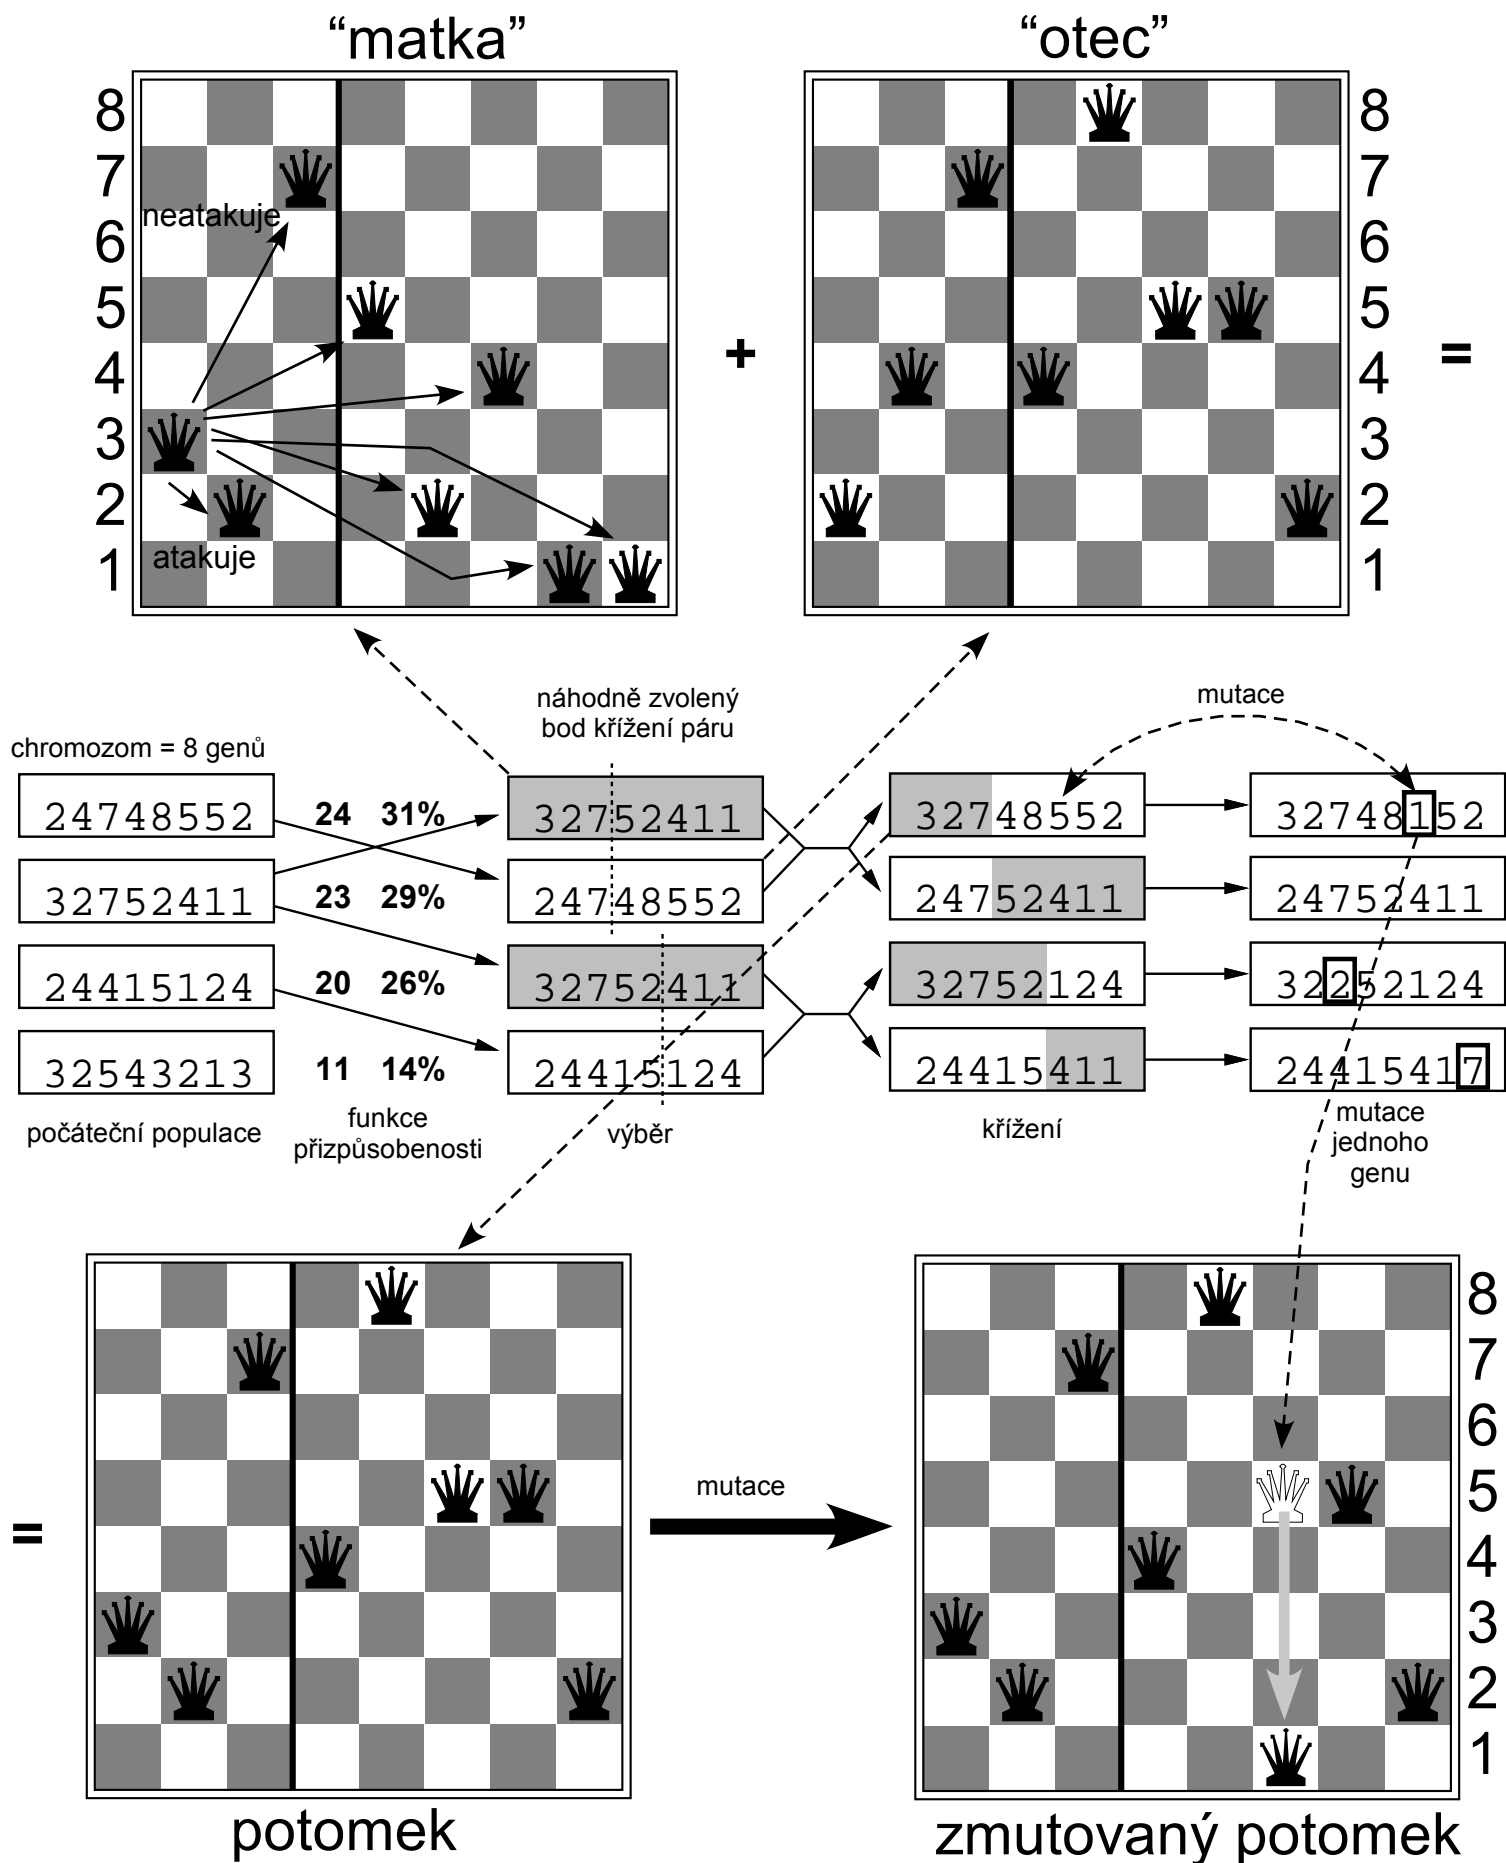 “matka”
“otec”
8
7
6
5
4
3
2
1
neatakuje
atakuje
+
8
7
6
5
4
3
2
1
=
náhodně zvolený
bod křížení páru
mutace
chromozom = 8 genů
24748552
24 31%
32752411
32748552
32748152
32752411
23 29%
24748552
24752411
24752411
24415124
20 26%
32752411
32752124
32252124
32543213
11 14%
24415124
24415411
24415417
počáteční populace
funkce
přizpůsobenosti
výběr
křížení
mutace
jednoho
genu
=
mutace
8
7
6
5
4
3
2
1
potomek
zmutovaný potomek